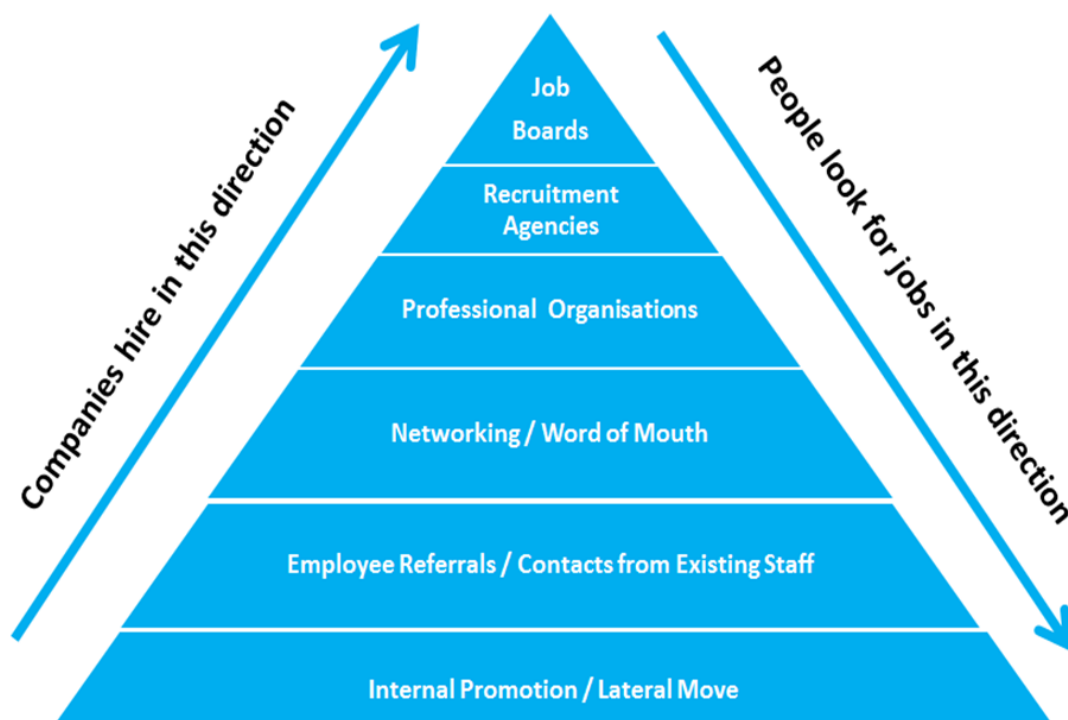 Companies hire in this direction
People look for jobs in this direction
Job
Boards
Recruitment
Agencies
Professional Organisations
Networking / Word of Mouth
Employee Referrals / Contacts from Existing Staff
Internal Promotion / Lateral Move